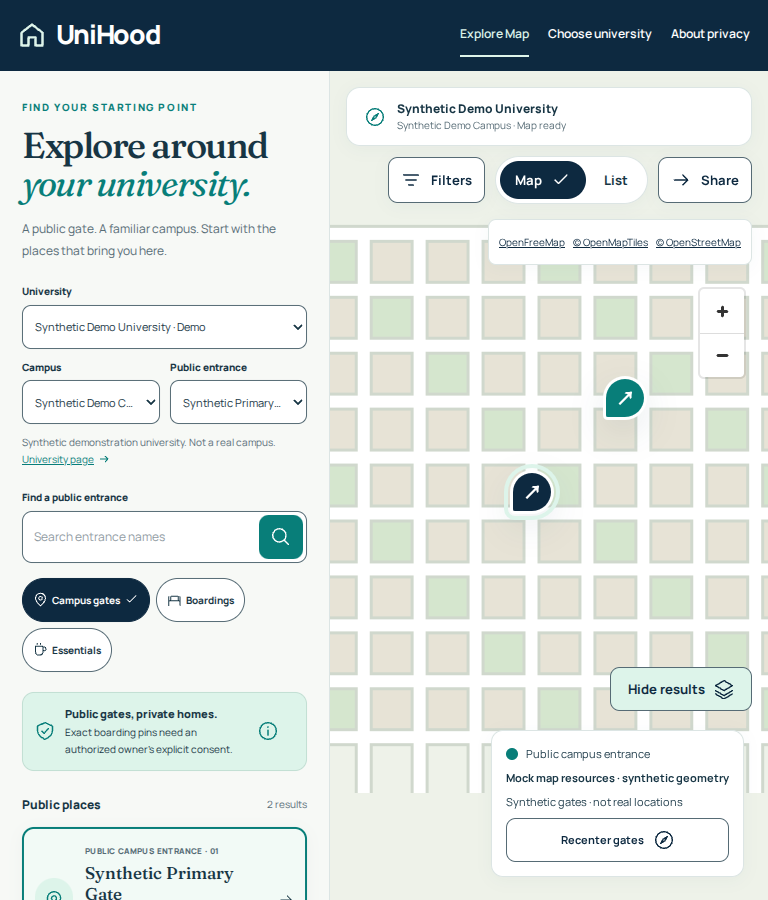 UniHood
Explore Map
Choose university
About privacy
FIND YOUR STARTING POINT
Explore around
your university.
A public gate. A familiar campus. Start with the
places that bring you here.
University
Synthetic Demo University · Demo
Campus
Public entrance
Synthetic Demo C...
Synthetic Primary...
Synthetic demonstration university. Not a real campus.
University page →
Find a public entrance
Search entrance names
Campus gates
Boardings
Essentials
Public gates, private homes.
Exact boarding pins need an
authorized owner's explicit consent.
Public places
2 results
PUBLIC CAMPUS ENTRANCE · 01
Synthetic Primary
Gate
Synthetic Demo University
Synthetic Demo Campus · Map ready
Filters
Map
List
Share
OpenFreeMap © OpenMapTiles © OpenStreetMap
+
−
Hide results
Public campus entrance
Mock map resources · synthetic geometry
Synthetic gates · not real locations
Recenter gates